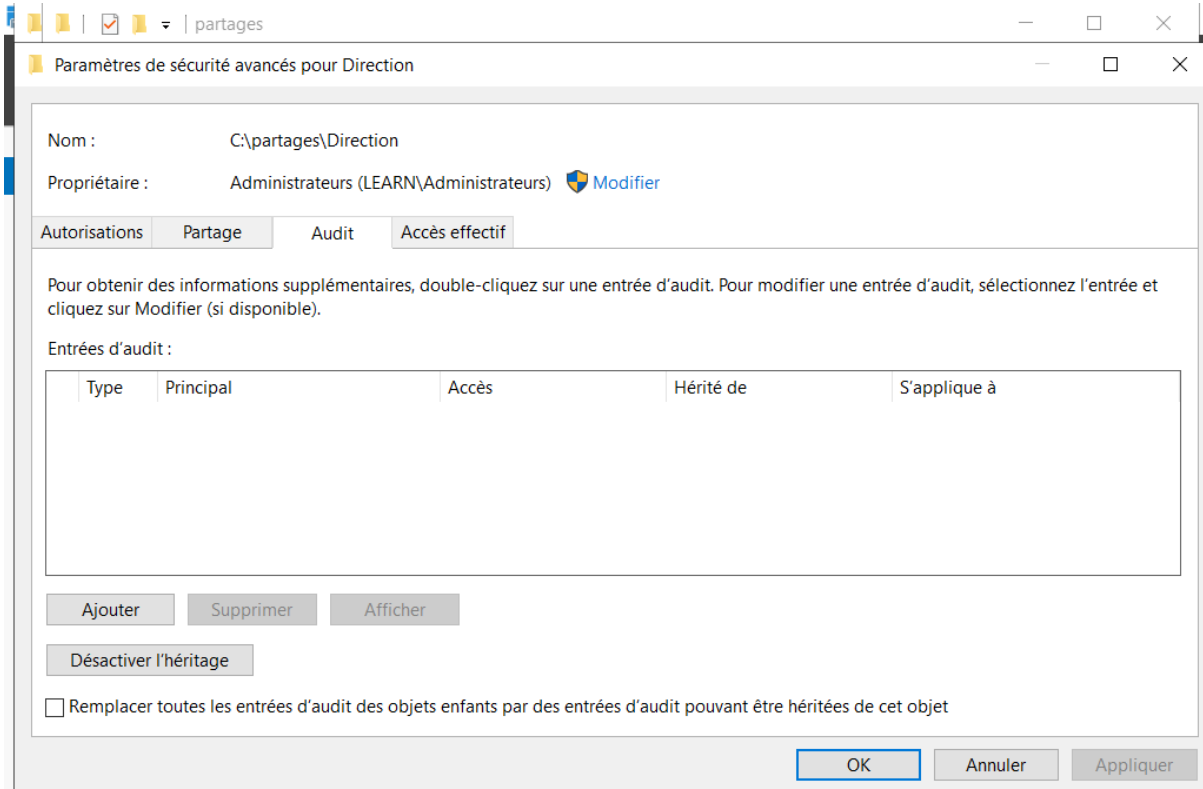 partages
Paramètres de sécurité avancés pour Direction
Nom :
C:\partages\Direction
Propriétaire :
Administrateurs (LEARN\Administrateurs)
Modifier
Autorisations
Partage
Audit
Accès effectif
Pour obtenir des informations supplémentaires, double-cliquez sur une entrée d’audit. Pour modifier une entrée d’audit, sélectionnez l’entrée et
cliquez sur Modifier (si disponible).
Entrées d’audit :
Type
Principal
Accès
Hérité de
S’applique à
Ajouter
Supprimer
Afficher
Désactiver l’héritage
Remplacer toutes les entrées d’audit des objets enfants par des entrées d’audit pouvant être héritées de cet objet
OK
Annuler
Appliquer